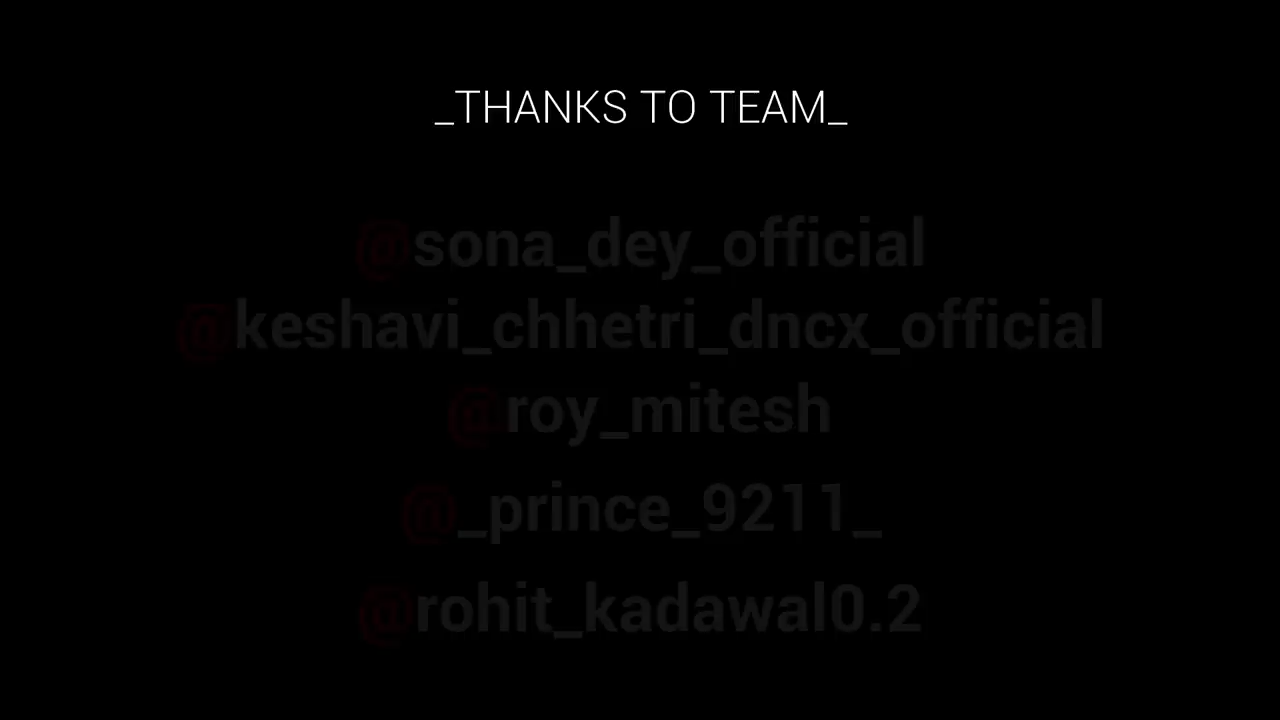 _THANKS TO TEAM_
@sona_dey_official
@keshavi_chhetri_dncx_official
@roy_mitesh
@_prince_9211_
@rohit_kadawal0.2